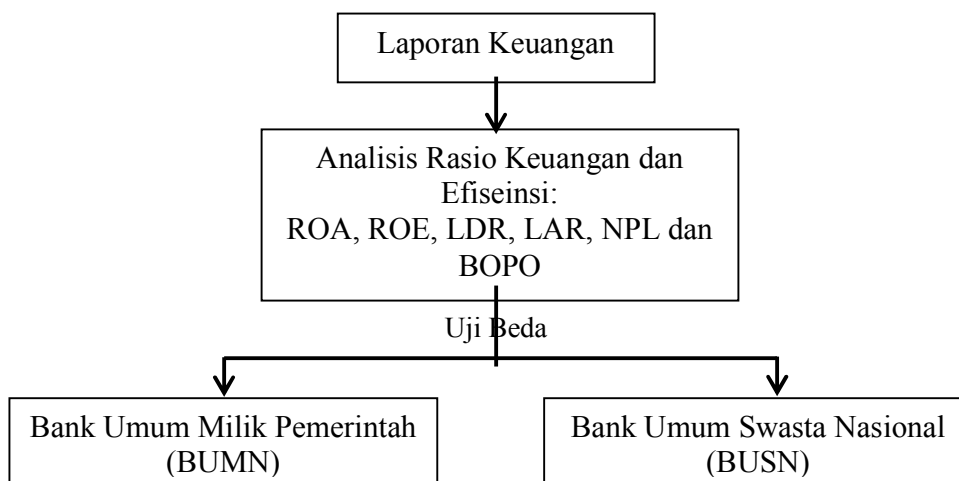 Laporan Keuangan
Analisis Rasio Keuangan dan
Efiseinsi:
ROA, ROE, LDR, LAR, NPL dan
BOPO
Uji Beda
Bank Umum Milik Pemerintah
(BUMN)
Bank Umum Swasta Nasional
(BUSN)